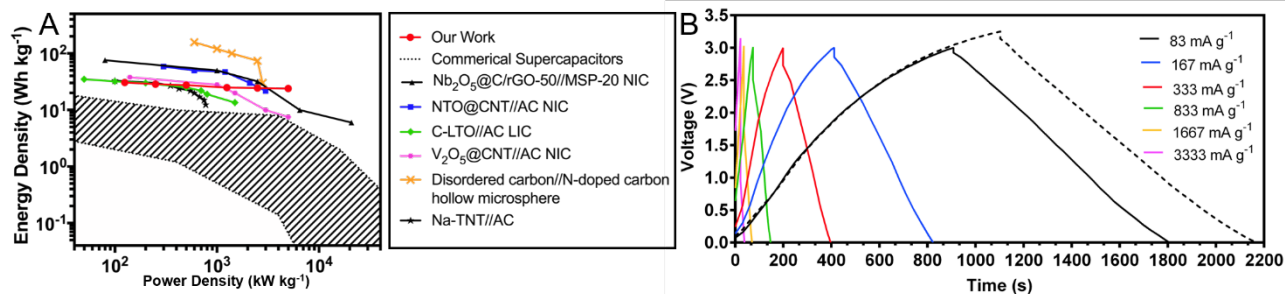 A
Energy Density (Wh kg⁻¹)
10²
10¹
10⁰
10⁻¹
10²
10³
10⁴
Power Density (kW kg⁻¹)
Our Work
Commerical Supercapacitors
Nb₂O₅@C/rGO-50//MSP-20 NIC
NTO@CNT//AC NIC
C-LTO//AC LIC
V₂O₅@CNT//AC NIC
Disordered carbon//N-doped carbon
hollow microsphere
Na-TNT//AC
B
Voltage (V)
3.5
3.0
2.5
2.0
1.5
1.0
0.5
0.0
0 200 400 600 800 1000 1200 1400 1600 1800 2000 2200
Time (s)
83 mA g⁻¹
167 mA g⁻¹
333 mA g⁻¹
833 mA g⁻¹
1667 mA g⁻¹
3333 mA g⁻¹